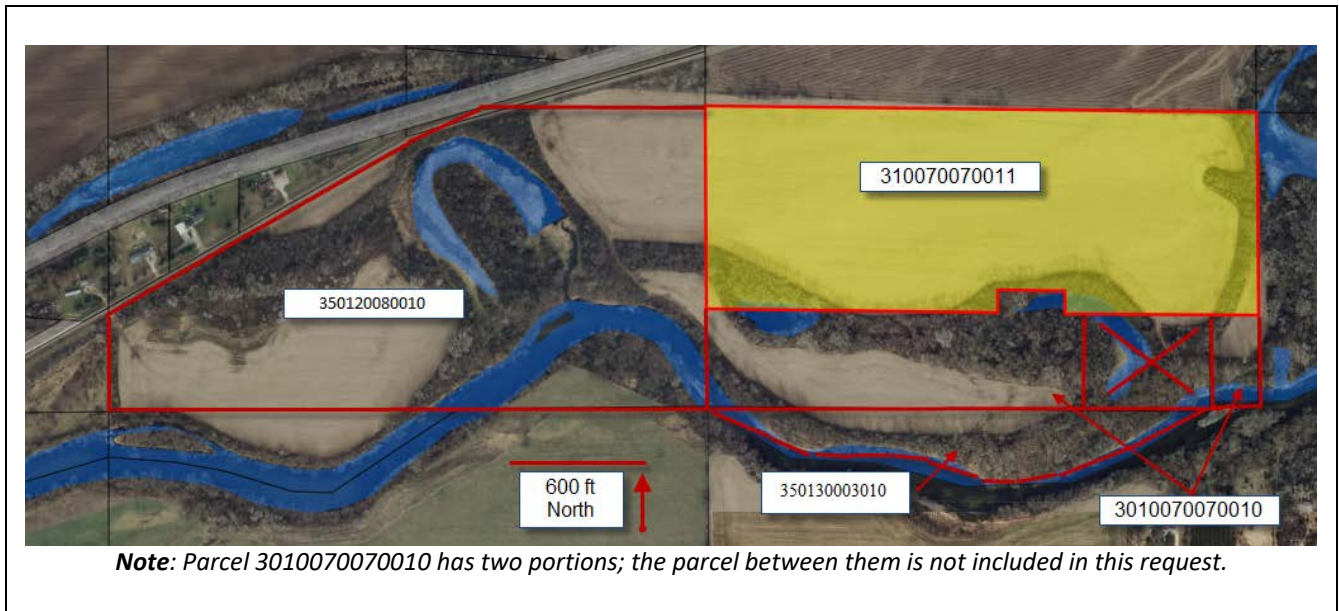 310070070011
350120080010
600 ft
North
350130003010
3010070070010
Note: Parcel 3010070070010 has two portions; the parcel between them is not included in this request.